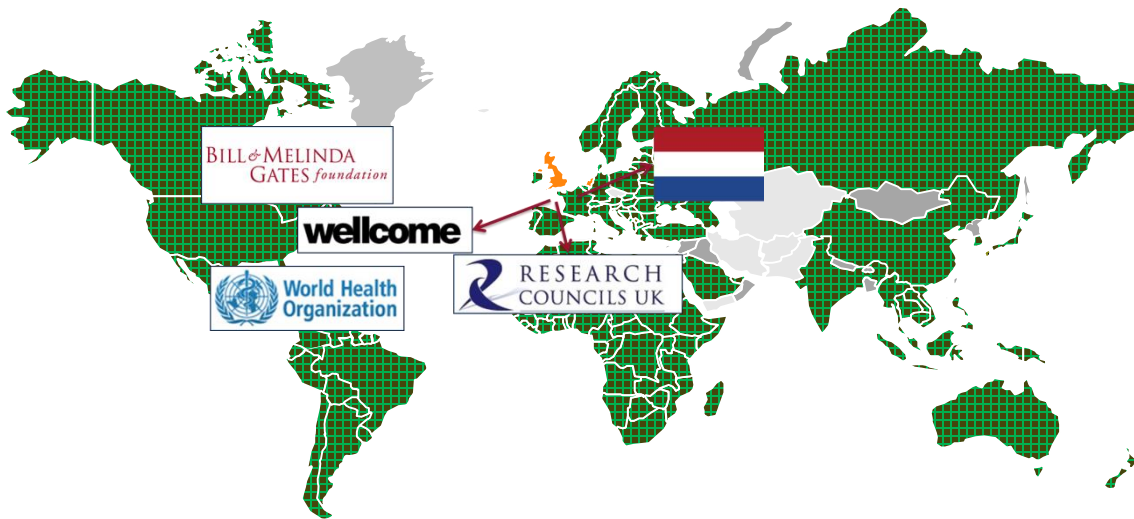 BILL & MELINDA
GATES foundation
wellcome
World Health
Organization
RESEARCH
COUNCILS UK